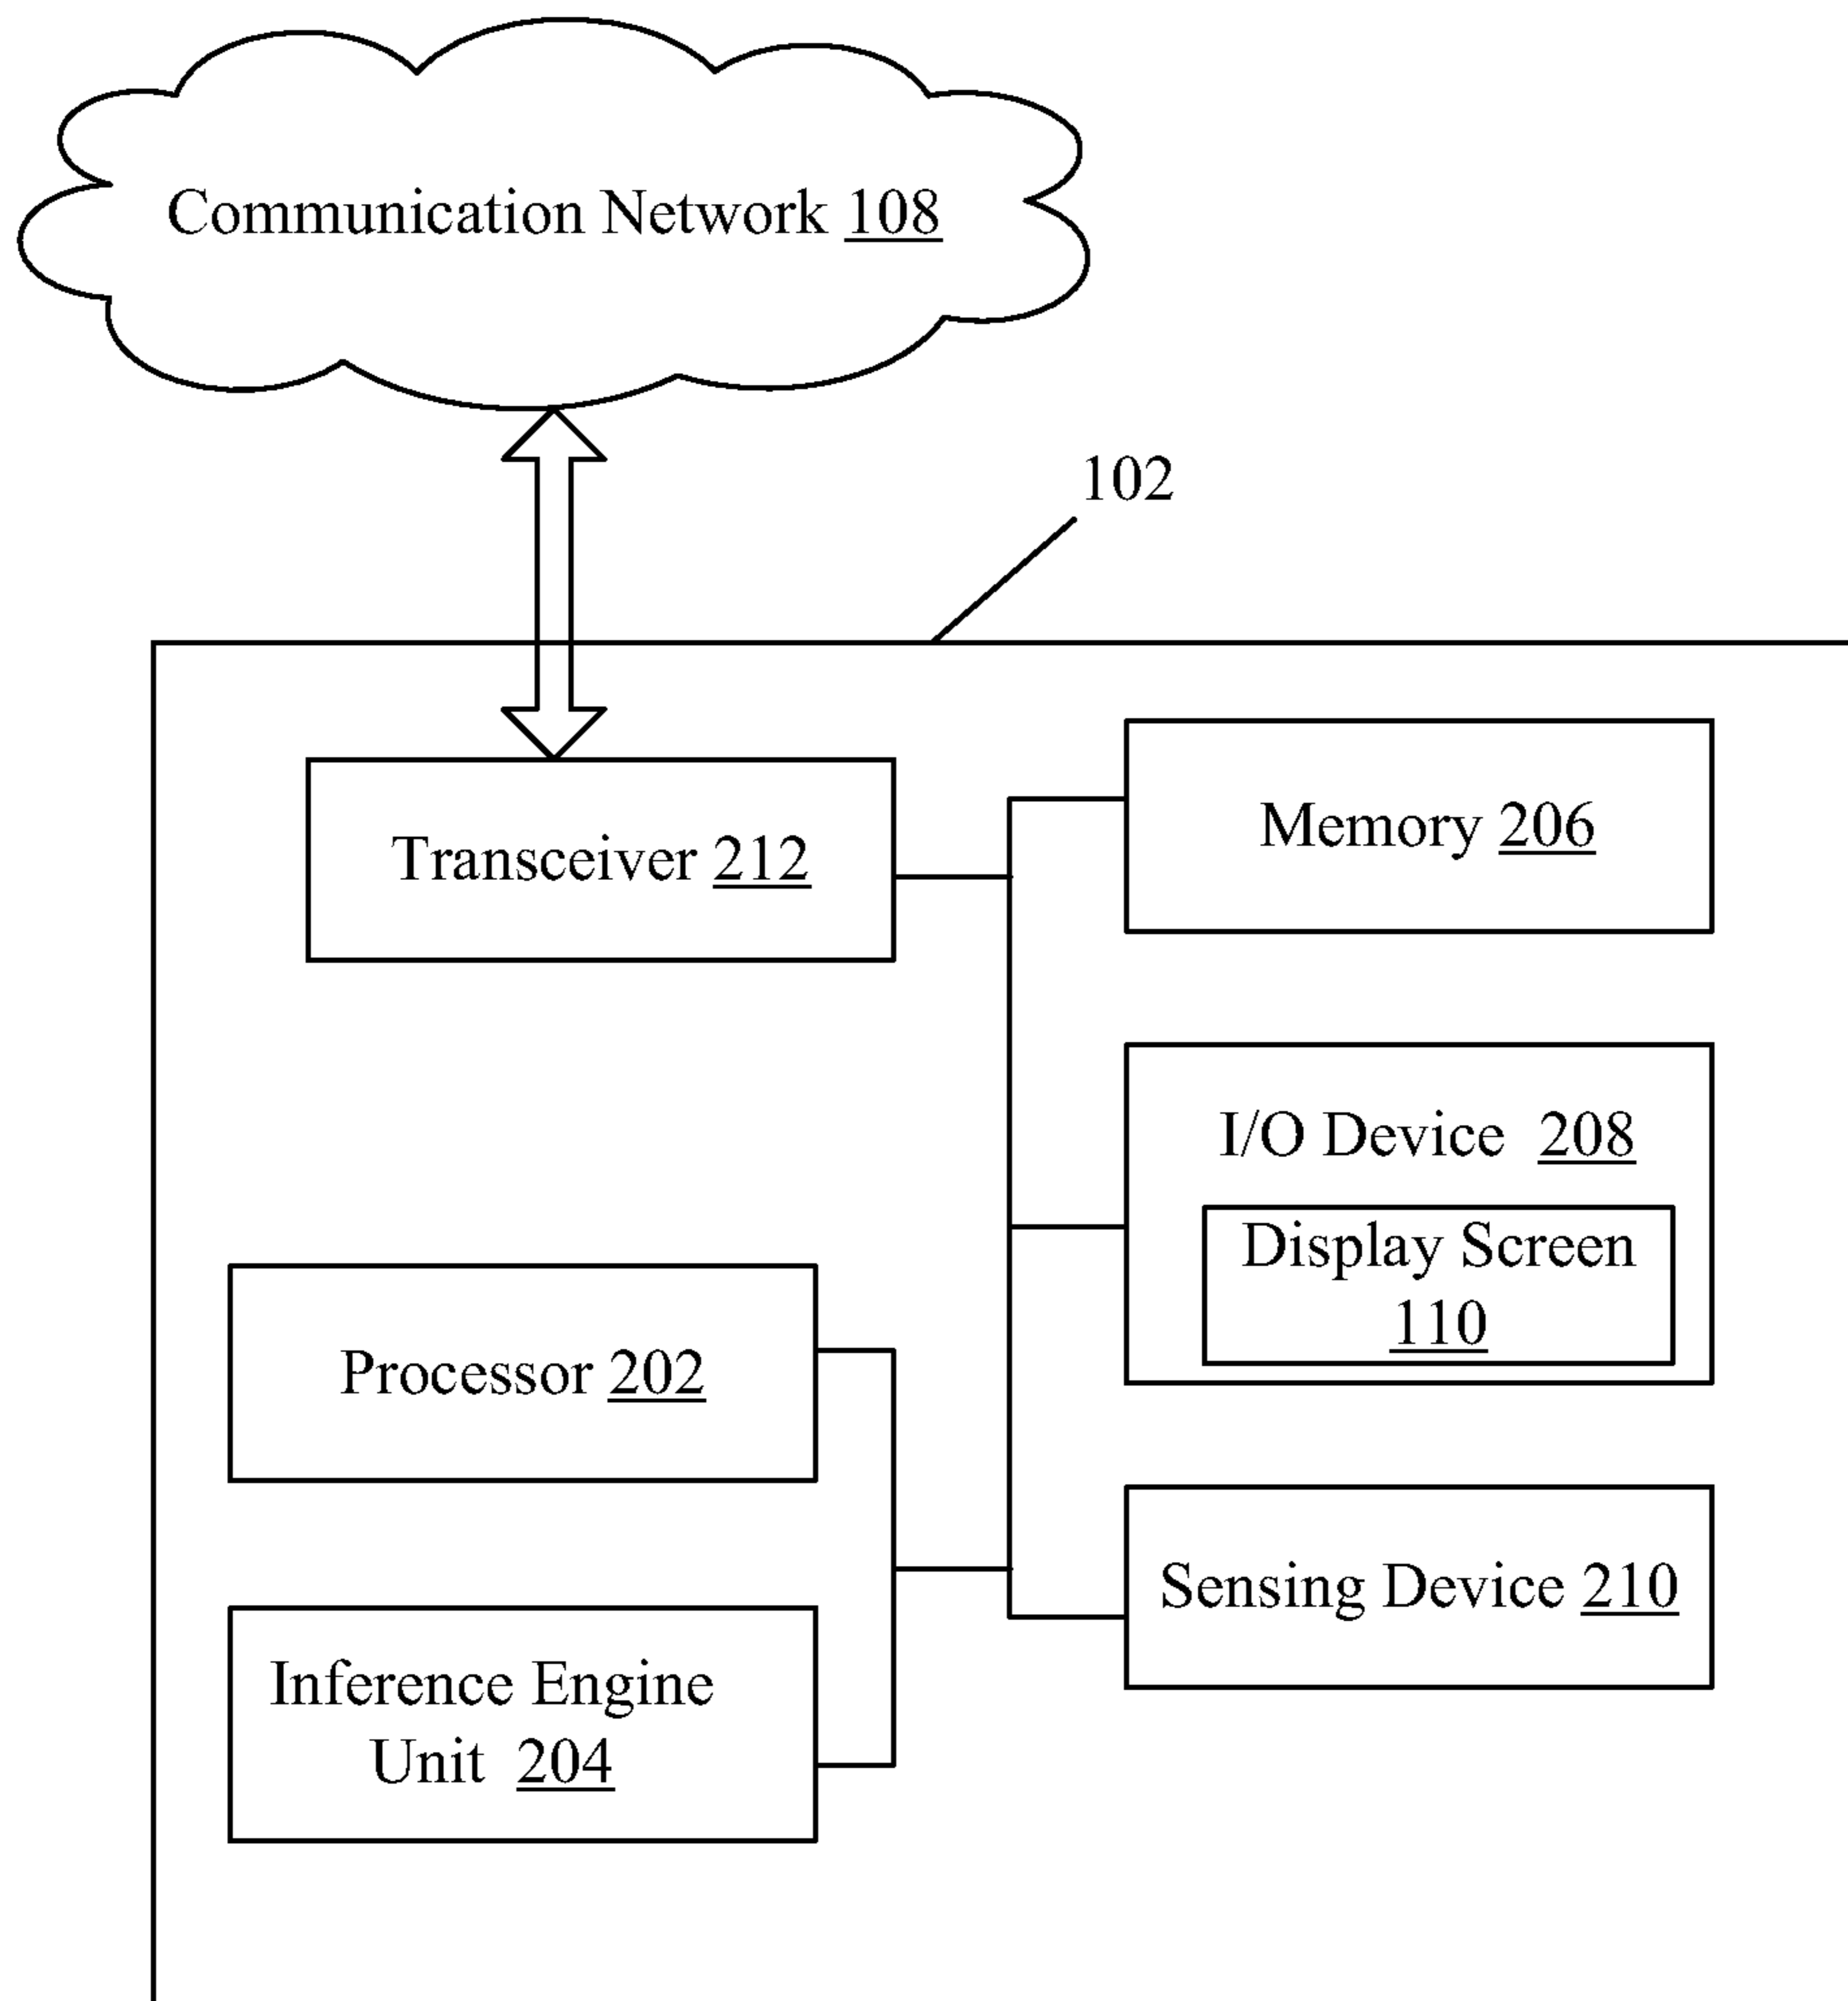 Communication Network 108
102
Transceiver 212
Memory 206
I/O Device 208
Display Screen
110
Processor 202
Sensing Device 210
Inference Engine
Unit 204